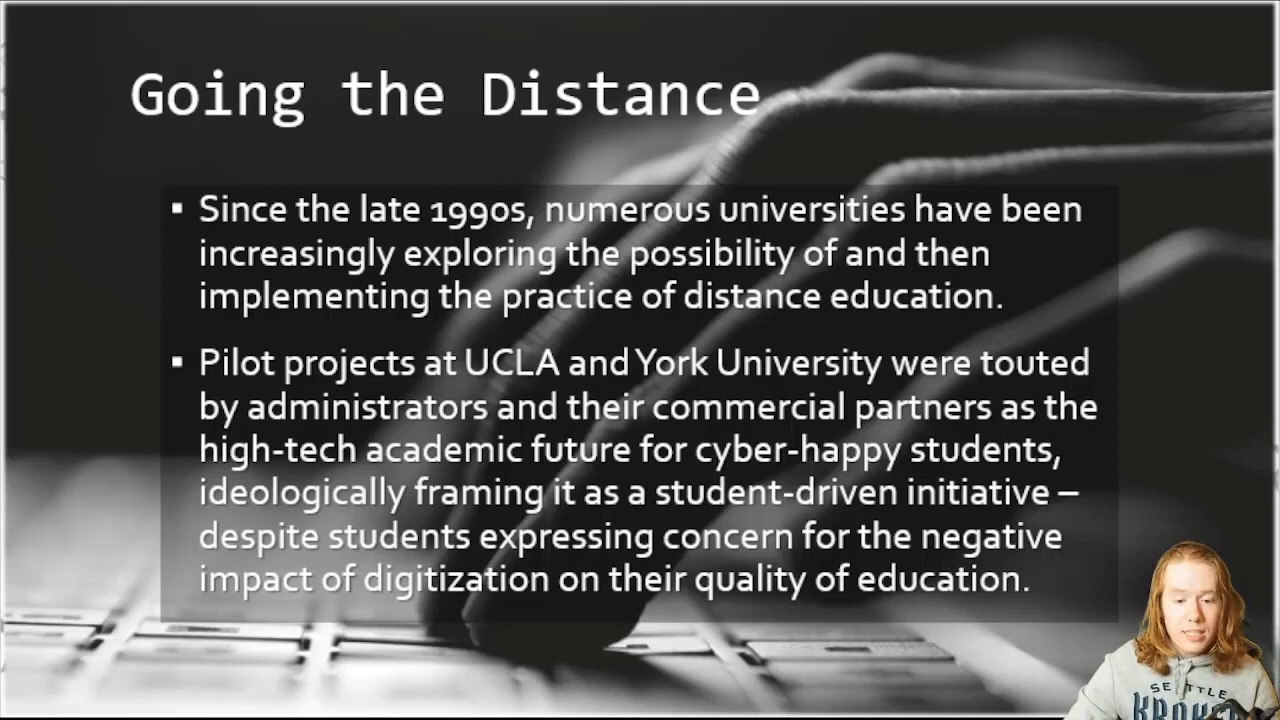 Going the Distance
▪ Since the late 1990s, numerous universities have been
increasingly exploring the possibility of and then
implementing the practice of distance education.
▪ Pilot projects at UCLA and York University were touted
by administrators and their commercial partners as the
high-tech academic future for cyber-happy students,
ideologically framing it as a student-driven initiative –
despite students expressing concern for the negative
impact of digitization on their quality of education.
SEATTLE